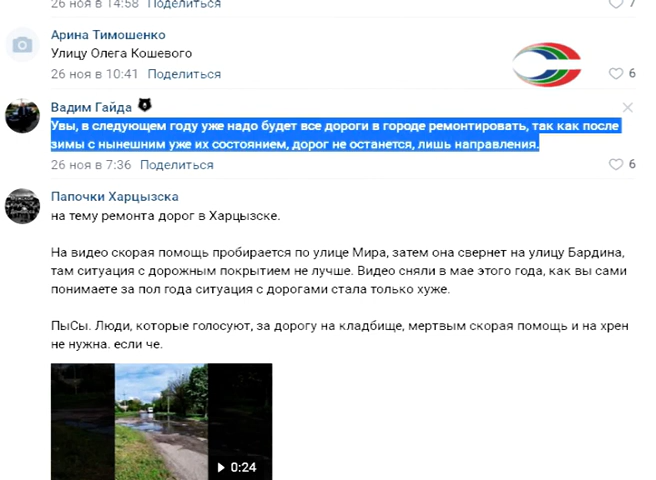 26 ноя в 14:58 Поделиться
7
Арина Тимошенко
Улицу Олега Кошевого
26 ноя в 10:41 Поделиться
6
Вадим Гайда
Увы, в следующем году уже надо будет все дороги в городе ремонтировать, так как после
зимы с нынешним уже их состоянием, дорог не останется, лишь направления.
26 ноя в 7:36 Поделиться
6
Папочки Харцызска
на тему ремонта дорог в Харцызске.
На видео скорая помощь пробирается по улице Мира, затем она свернет на улицу Бардина,
там ситуация с дорожным покрытием не лучше. Видео сняли в мае этого года, как вы сами
понимаете за пол года ситуация с дорогами стала только хуже.
ПыСы. Люди, которые голосуют, за дорогу на кладбище, мертвым скорая помощь и на хрен
не нужна. если че.
0:24